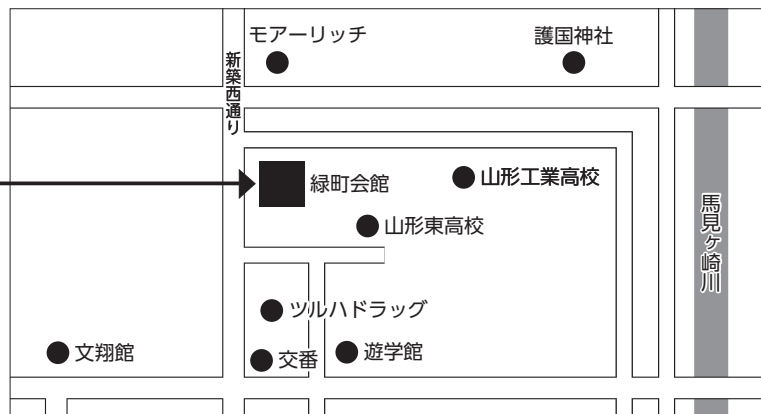 モアーリッチ
護国神社
新築西通り
緑町会館
山形工業高校
山形東高校
馬見ヶ崎川
ツルハドラッグ
文翔館
交番
遊学館